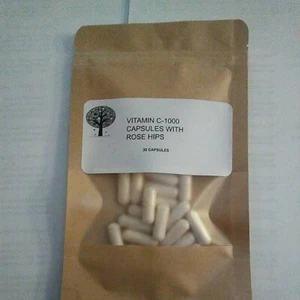 VITAMIN C-1000
CAPSULES WITH
ROSE HIPS
30 CAPSULES